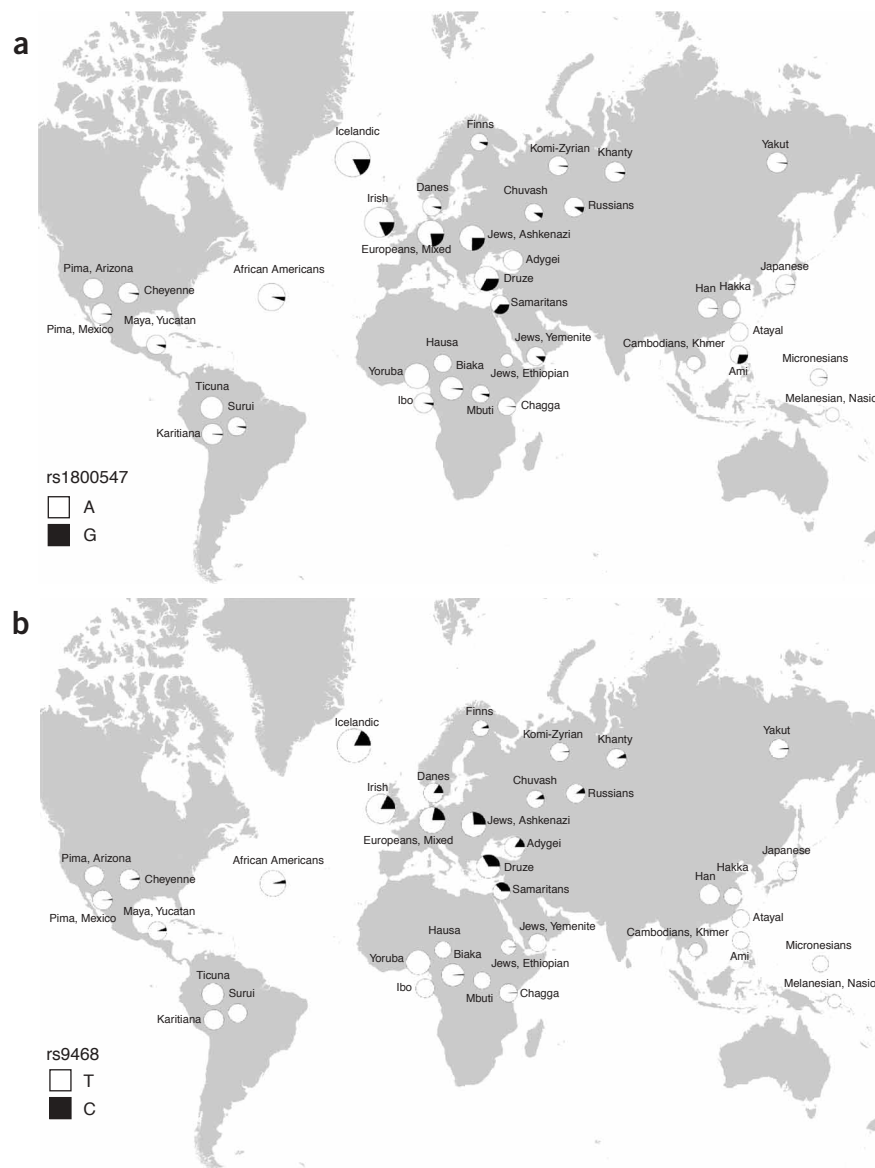 a
Icelandic
Finns
Komi-Zyrian
Khanty
Yakut
Irish
Danes
Chuvash
Russians
Europeans, Mixed
Jews, Ashkenazi
Adygei
Pima, Arizona
Cheyenne
African Americans
Druze
Han
Hakka
Japanese
Pima, Mexico
Maya, Yucatan
Samaritans
Atayal
Hausa
Jews, Yemenite
Cambodians, Khmer
Yoruba
Biaka
Jews, Ethiopian
Ami
Micronesians
Ticuna
Surui
Ibo
Mbuti
Chagga
Melanesian, Nasio
Karitiana
rs1800547
A
G
b
Icelandic
Finns
Komi-Zyrian
Khanty
Yakut
Irish
Danes
Chuvash
Russians
Jews, Ashkenazi
Europeans, Mixed
Adygei
Pima, Arizona
Cheyenne
African Americans
Druze
Han
Hakka
Japanese
Pima, Mexico
Maya, Yucatan
Samaritans
Atayal
Hausa
Jews, Yemenite
Cambodians, Khmer
Yoruba
Biaka
Jews, Ethiopian
Ami
Micronesians
Ticuna
Surui
Ibo
Mbuti
Chagga
Melanesian, Nasio
Karitiana
rs9468
T
C